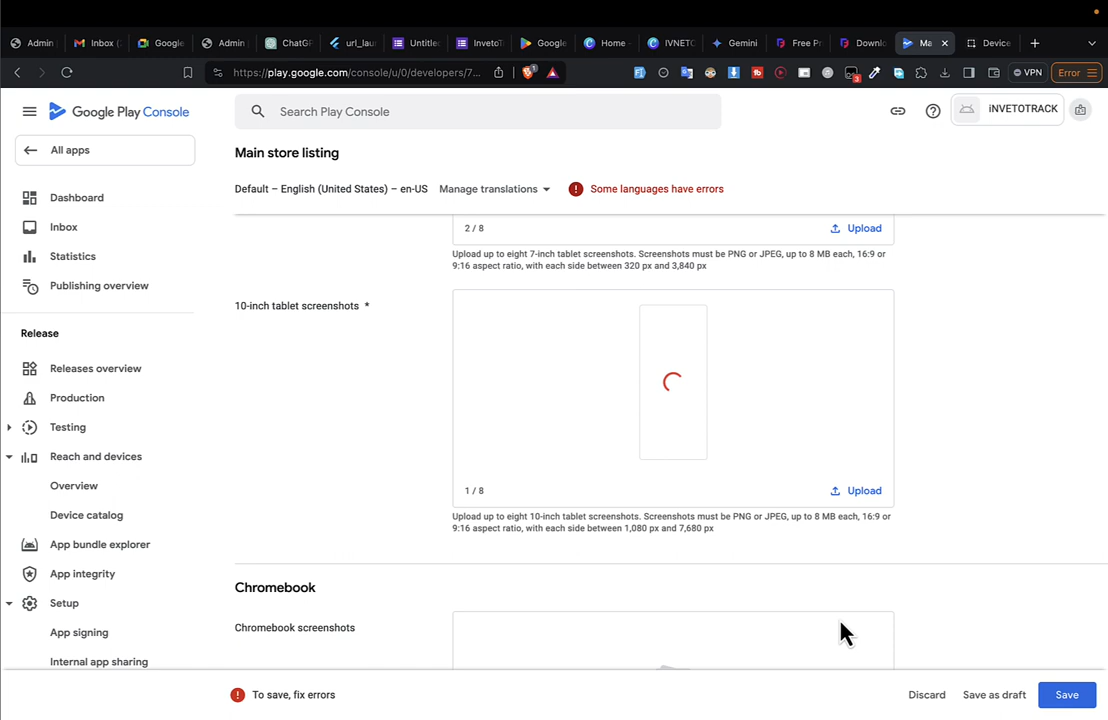 Admin
Inbox (
Google
Admin
ChatGP
url_lau
Untitle
InvetoT
Google
Home -
IVNETC
Gemini
Free P
Downlo
Ma
Device
https://play.google.com/console/u/0/developers/7...
1
3
VPN
Error
Google Play Console
Search Play Console
iNVETOTRACK
All apps
Main store listing
Default – English (United States) – en-US
Manage translations
Some languages have errors
Dashboard
Inbox
Statistics
Publishing overview
Release
Releases overview
Production
Testing
Reach and devices
Overview
Device catalog
App bundle explorer
App integrity
Setup
App signing
Internal app sharing
2 / 8
Upload
Upload up to eight 7-inch tablet screenshots. Screenshots must be PNG or JPEG, up to 8 MB each, 16:9 or
9:16 aspect ratio, with each side between 320 px and 3,840 px
10-inch tablet screenshots *
1 / 8
Upload
Upload up to eight 10-inch tablet screenshots. Screenshots must be PNG or JPEG, up to 8 MB each, 16:9 or
9:16 aspect ratio, with each side between 1,080 px and 7,680 px
Chromebook
Chromebook screenshots
To save, fix errors
Discard
Save as draft
Save